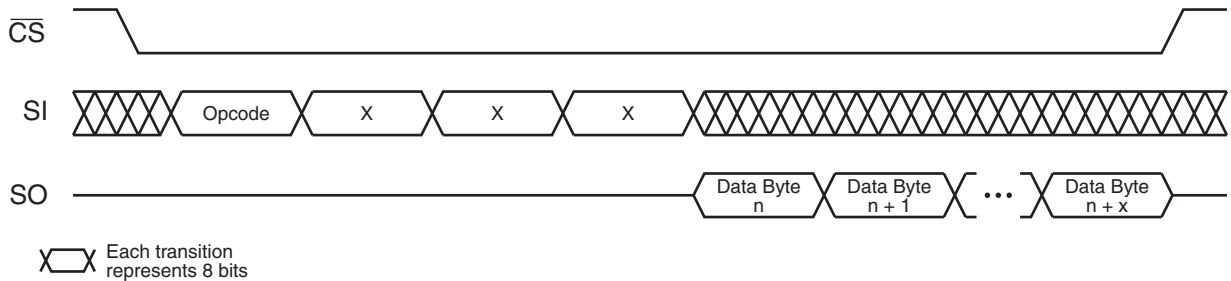 CS
SI
Opcode
X
X
X
SO
Data Byte
n
Data Byte
n + 1
•••
Data Byte
n + x
Each transition
represents 8 bits